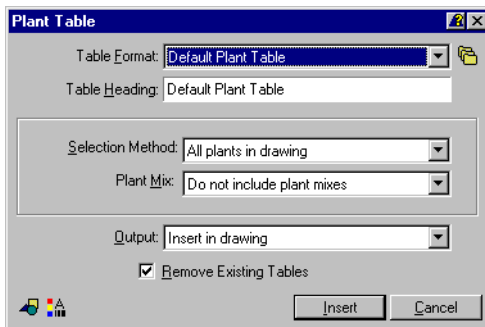 Plant Table
Table Format: Default Plant Table
Table Heading: Default Plant Table
Selection Method: All plants in drawing
Plant Mix: Do not include plant mixes
Output: Insert in drawing
Remove Existing Tables
Insert Cancel